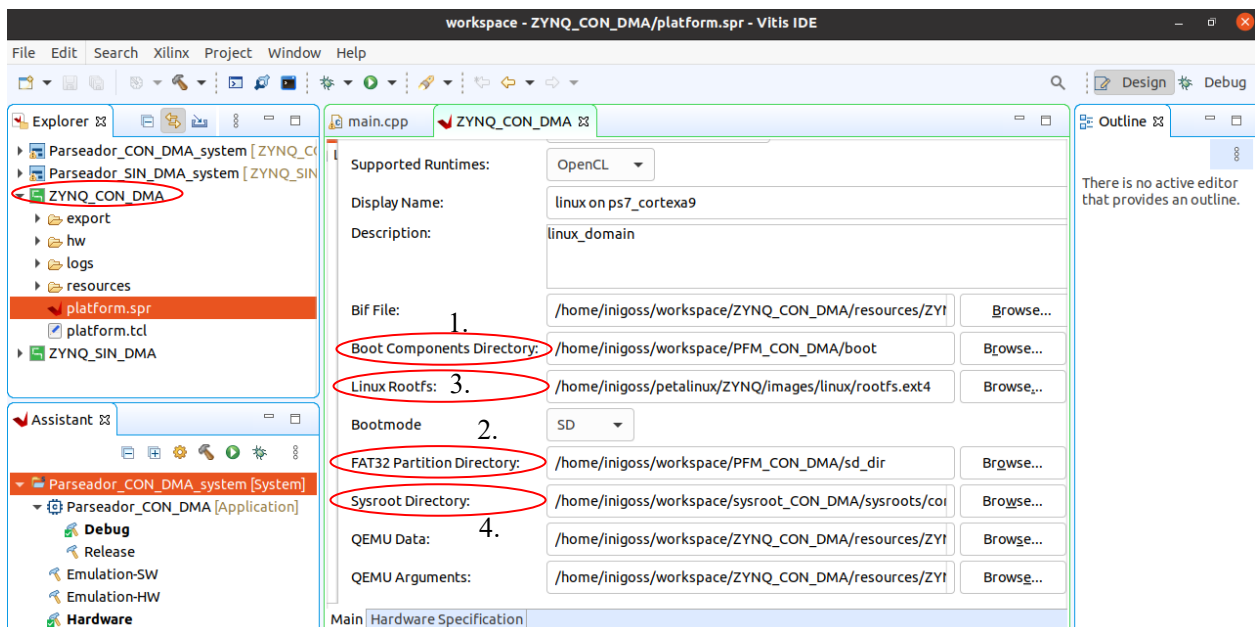 workspace - ZYNQ_CON_DMA/platform.spr - Vitis IDE
File Edit Search Xilinx Project Window Help
Design Debug
Explorer
Parseador_CON_DMA_system [ ZYNQ_C
Parseador_SIN_DMA_system [ ZYNQ_SIN
ZYNQ_CON_DMA
export
hw
logs
resources
platform.spr
platform.tcl
ZYNQ_SIN_DMA
Assistant
Parseador_CON_DMA_system [System]
Parseador_CON_DMA [Application]
Debug
Release
Emulation-SW
Emulation-HW
Hardware
main.cpp
ZYNQ_CON_DMA
Supported Runtimes: OpenCL
Display Name: linux on ps7_cortexa9
Description: linux_domain
Bif File: /home/inigoss/workspace/ZYNQ_CON_DMA/resources/ZY Browse...
1.
Boot Components Directory: /home/inigoss/workspace/PFM_CON_DMA/boot Browse...
Linux Rootfs: 3. /home/inigoss/petalinux/ZYNQ/images/linux/rootfs.ext4 Browse...
Bootmode SD
2.
FAT32 Partition Directory: /home/inigoss/workspace/PFM_CON_DMA/sd_dir Browse...
Sysroot Directory: /home/inigoss/workspace/sysroot_CON_DMA/sysroots/co Browse...
4.
QEMU Data: /home/inigoss/workspace/ZYNQ_CON_DMA/resources/ZY Browse...
QEMU Arguments: /home/inigoss/workspace/ZYNQ_CON_DMA/resources/ZY Browse...
Main Hardware Specification
Outline
There is no active editor
that provides an outline.